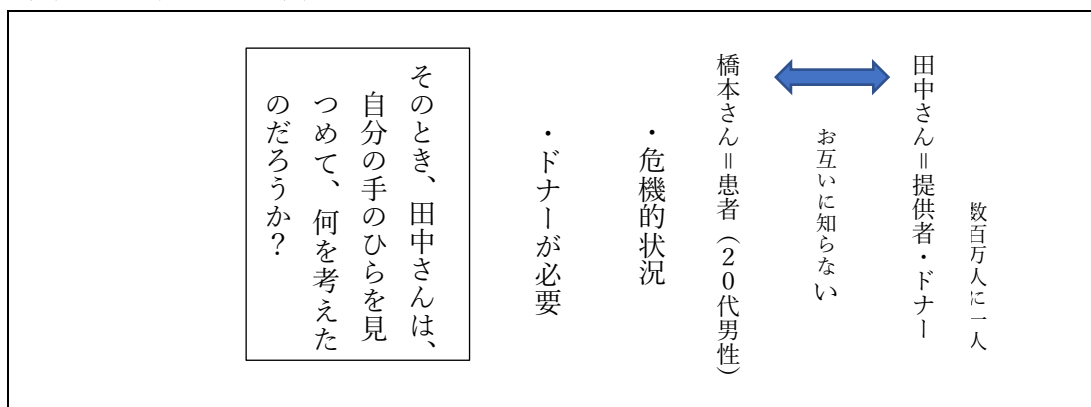 数百万人に一人
田中さん＝提供者・ドナー
お互いに知らない
橋本さん＝患者（２０代男性）
・危機的状況
・ドナーが必要
そのとき、田中さんは、
自分の手のひらを見
つめて、何を考えた
のだろうか？